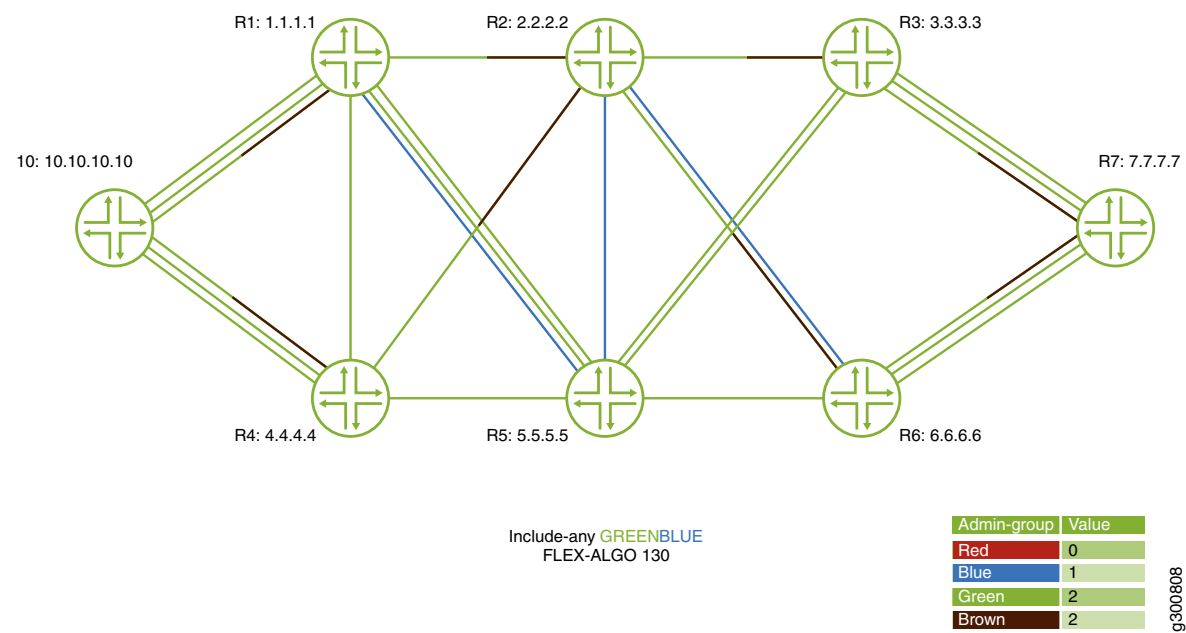 R1: 1.1.1.1
R2: 2.2.2.2
R3: 3.3.3.3
10: 10.10.10.10
R7: 7.7.7.7
R4: 4.4.4.4
R5: 5.5.5.5
R6: 6.6.6.6
Include-any GREENBLUE
FLEX-ALGO 130
Admin-group Value
Red 0
Blue 1
Green 2
Brown 2
g300808